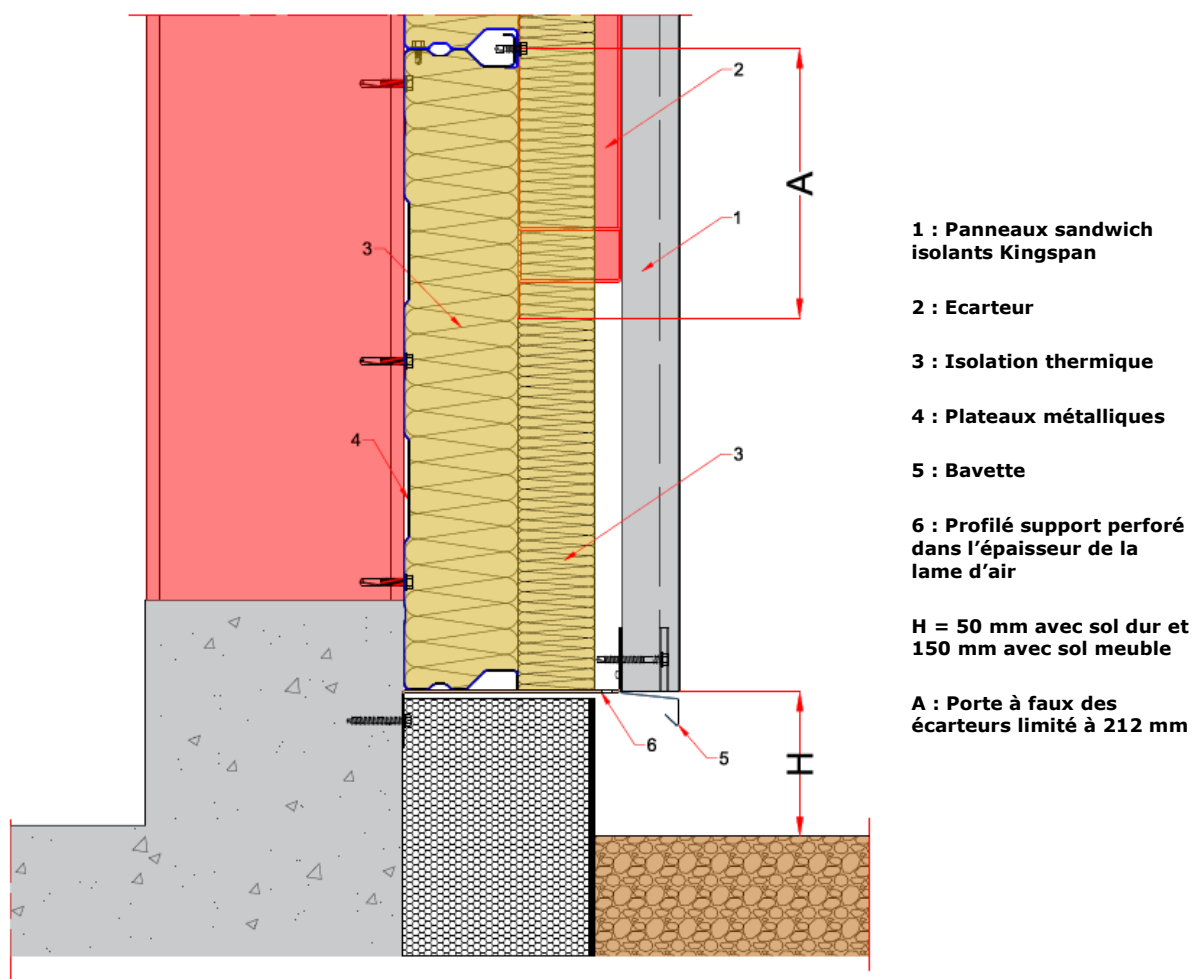 2
A
1
3
4
3
6
5
H
1 : Panneaux sandwich
isolants Kingspan
2 : Ecarteur
3 : Isolation thermique
4 : Plateaux métalliques
5 : Bavette
6 : Profilé support perforé
dans l’épaisseur de la
lame d’air
H = 50 mm avec sol dur et
150 mm avec sol meuble
A : Porte à faux des
écarteurs limité à 212 mm